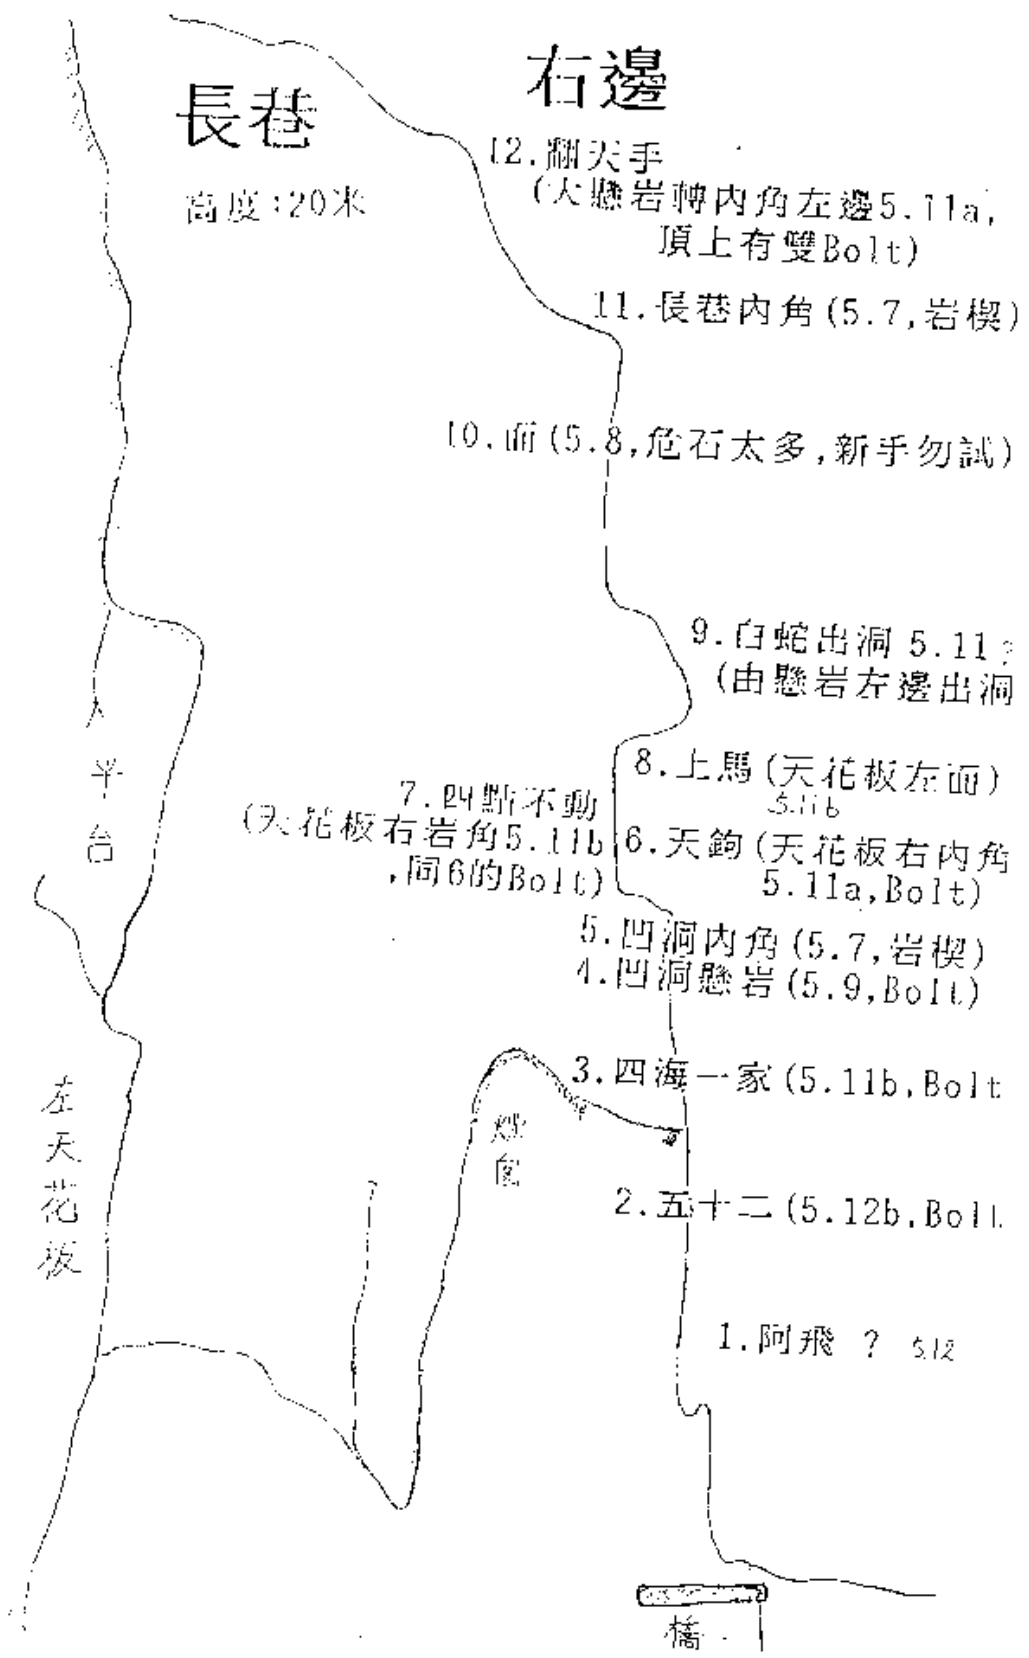 右邊
長巷
高度:20米
12.翻天手
(大懸岩轉內角左邊5.11a,
頂上有雙Bolt)
11.長巷內角(5.7,岩楔)
10.面(5.8,危石太多,新手勿試)
9.白蛇出洞 5.11
(由懸岩左邊出洞
8.上馬(天花板左面)
5.11b
7.四點不動
(天花板右岩角5.11b
,同6的Bolt)
6.天鉤(天花板右內角
5.11a,Bolt)
5.凹洞內角(5.7,岩楔)
4.凹洞懸岩(5.9,Bolt)
3.四海一家(5.11b,Bolt
2.五十二(5.12b,Bolt
1.阿飛 ? 5.12
平台
左天花板
橋